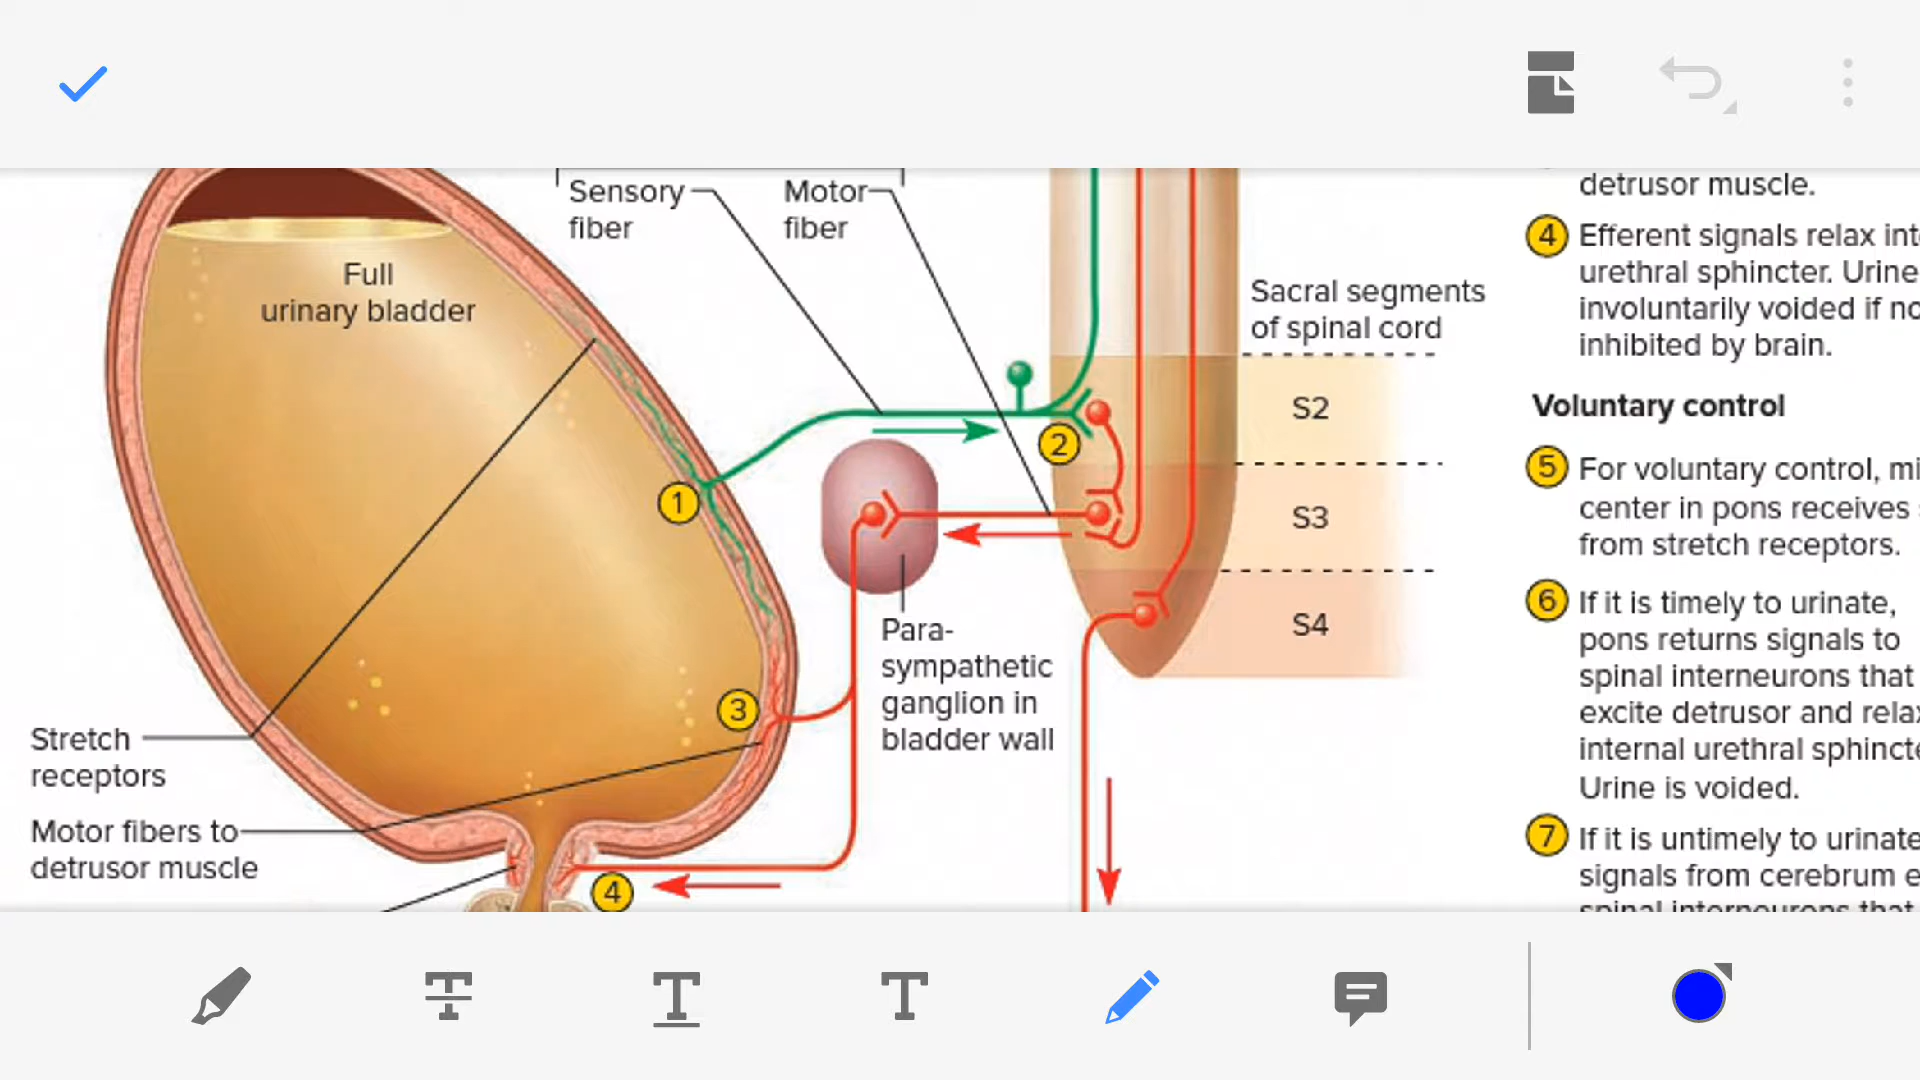 Sensory
fiber
Motor
fiber
Full
urinary bladder
Sacral segments
of spinal cord
S2
S3
S4
1
2
3
4
Para-
sympathetic
ganglion in
bladder wall
Stretch
receptors
Motor fibers to
detrusor muscle
detrusor muscle.
4 Efferent signals relax int
urethral sphincter. Urine
involuntarily voided if no
inhibited by brain.
Voluntary control
5 For voluntary control, mi
center in pons receives
from stretch receptors.
6 If it is timely to urinate,
pons returns signals to
spinal interneurons that
excite detrusor and relax
internal urethral sphincte
Urine is voided.
7 If it is untimely to urinate
signals from cerebrum e
spinal interneurons that